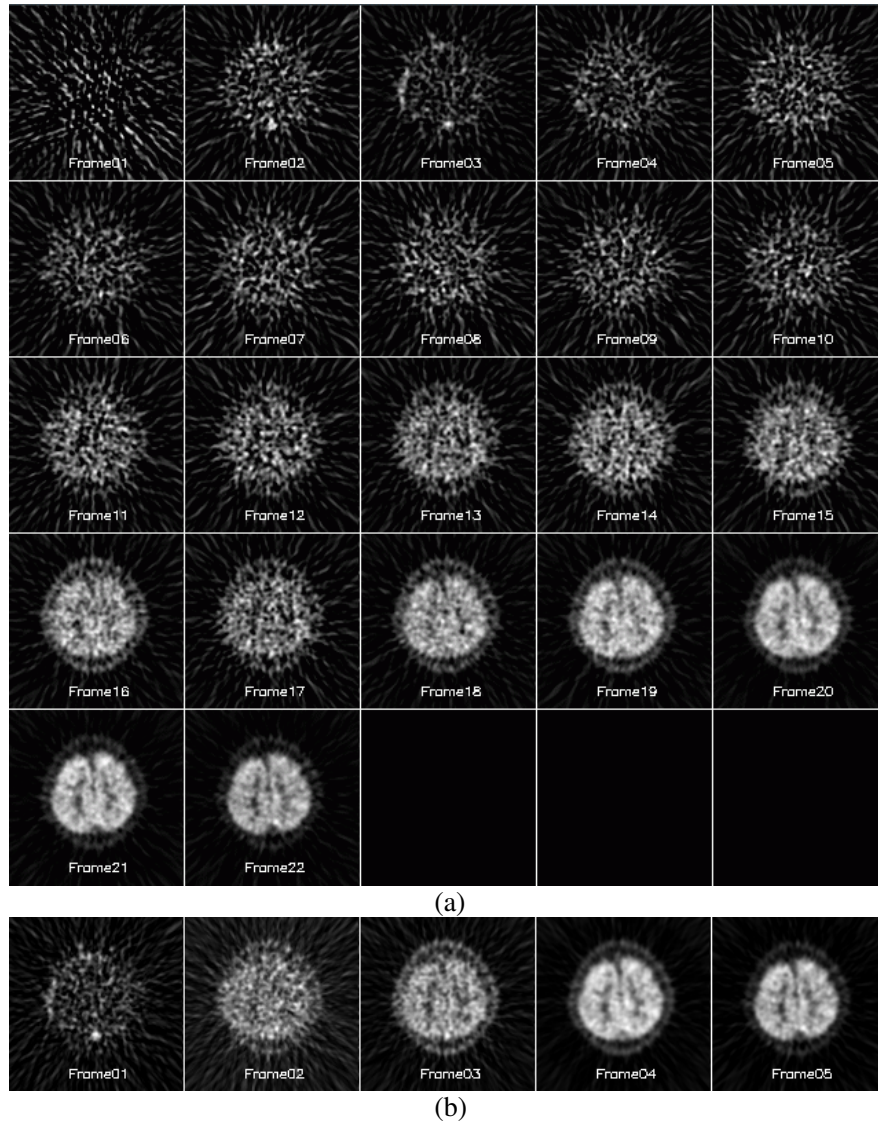 Frame01 Frame02 Frame03 Frame04 Frame05
Frame06 Frame07 Frame08 Frame09 Frame10
Frame11 Frame12 Frame13 Frame14 Frame15
Frame16 Frame17 Frame18 Frame19 Frame20
Frame21 Frame22
(a)
Frame01 Frame02 Frame03 Frame04 Frame05
(b)